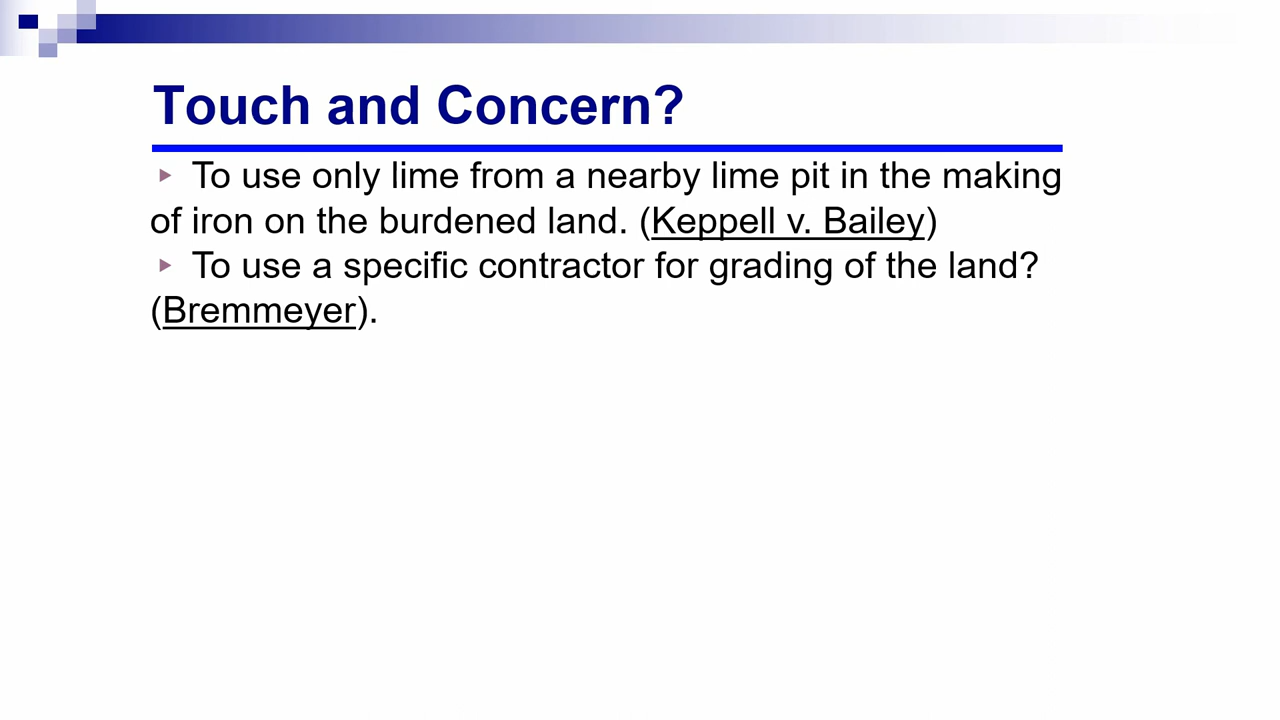 Touch and Concern?
▸ To use only lime from a nearby lime pit in the making
of iron on the burdened land. (Keppell v. Bailey)
▸ To use a specific contractor for grading of the land?
(Bremmeyer).